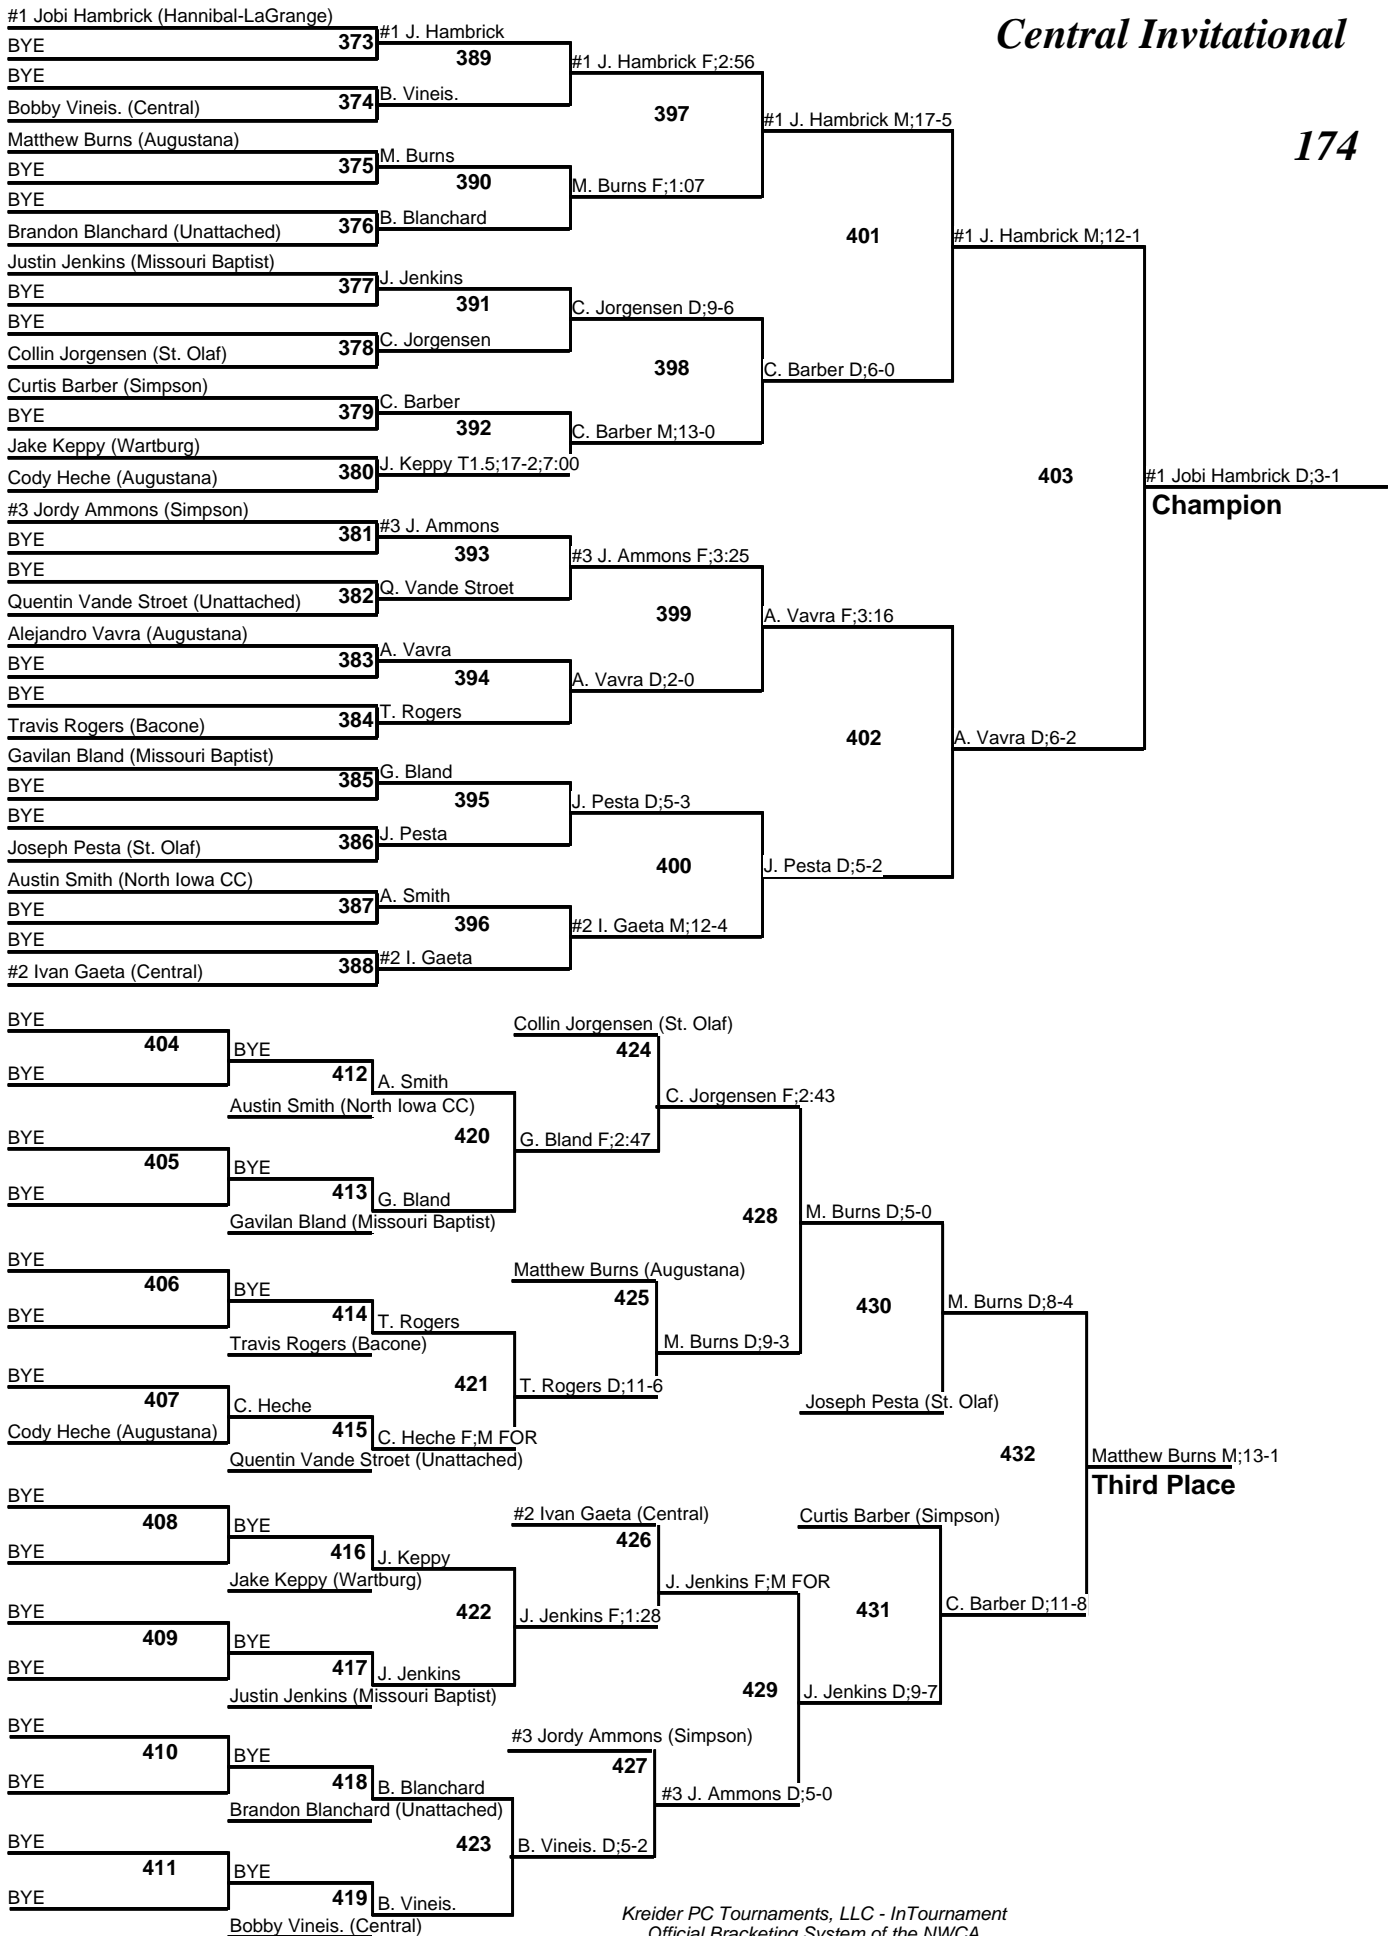 Central Invitational
174
#1 Jobi Hambrick (Hannibal-LaGrange)
BYE
373
BYE
Bobby Vineis. (Central)
374
Matthew Burns (Augustana)
BYE
375
BYE
Brandon Blanchard (Unattached)
376
Justin Jenkins (Missouri Baptist)
BYE
377
BYE
Collin Jorgensen (St. Olaf)
378
Curtis Barber (Simpson)
BYE
379
Jake Keppy (Wartburg)
Cody Heche (Augustana)
380
#3 Jordy Ammons (Simpson)
BYE
381
BYE
Quentin Vande Stroet (Unattached)
382
Alejandro Vavra (Augustana)
BYE
383
BYE
Travis Rogers (Bacone)
384
Gavilan Bland (Missouri Baptist)
BYE
385
BYE
Joseph Pesta (St. Olaf)
386
Austin Smith (North Iowa CC)
BYE
387
BYE
#2 Ivan Gaeta (Central)
388
#1 J. Hambrick
389
B. Vineis.
M. Burns
390
B. Blanchard
J. Jenkins
391
C. Jorgensen
C. Barber
392
J. Keppy T1.5;17-2;7:00
#3 J. Ammons
393
Q. Vande Stroet
A. Vavra
394
T. Rogers
G. Bland
395
J. Pesta
A. Smith
396
#2 I. Gaeta
#1 J. Hambrick F;2:56
397
M. Burns F;1:07
C. Jorgensen D;9-6
398
C. Barber M;13-0
#3 J. Ammons F;3:25
399
A. Vavra D;2-0
J. Pesta D;5-3
400
#2 I. Gaeta M;12-4
#1 J. Hambrick M;17-5
401
C. Barber D;6-0
A. Vavra F;3:16
402
J. Pesta D;5-2
#1 J. Hambrick M;12-1
403
A. Vavra D;6-2
#1 Jobi Hambrick D;3-1
Champion
BYE
404
BYE
BYE
405
BYE
BYE
406
BYE
BYE
407
Cody Heche (Augustana)
BYE
408
BYE
BYE
409
BYE
BYE
410
BYE
BYE
411
BYE
BYE
412
Austin Smith (North Iowa CC)
BYE
413
Gavilan Bland (Missouri Baptist)
BYE
414
Travis Rogers (Bacone)
C. Heche
415
Quentin Vande Stroet (Unattached)
BYE
416
Jake Keppy (Wartburg)
BYE
417
Justin Jenkins (Missouri Baptist)
BYE
418
Brandon Blanchard (Unattached)
BYE
419
Bobby Vineis. (Central)
A. Smith
420
G. Bland
T. Rogers
421
C. Heche F;M FOR
J. Keppy
422
J. Jenkins
B. Blanchard
423
B. Vineis.
Collin Jorgensen (St. Olaf)
424
G. Bland F;2:47
Matthew Burns (Augustana)
425
T. Rogers D;11-6
#2 Ivan Gaeta (Central)
426
J. Jenkins F;1:28
#3 Jordy Ammons (Simpson)
427
B. Vineis. D;5-2
C. Jorgensen F;2:43
428
M. Burns D;9-3
J. Jenkins F;M FOR
429
#3 J. Ammons D;5-0
M. Burns D;5-0
430
Joseph Pesta (St. Olaf)
Curtis Barber (Simpson)
431
J. Jenkins D;9-7
M. Burns D;8-4
432
C. Barber D;11-8
Matthew Burns M;13-1
Third Place
Kreider PC Tournaments, LLC - InTournament
Official Bracketing System of the NWCA